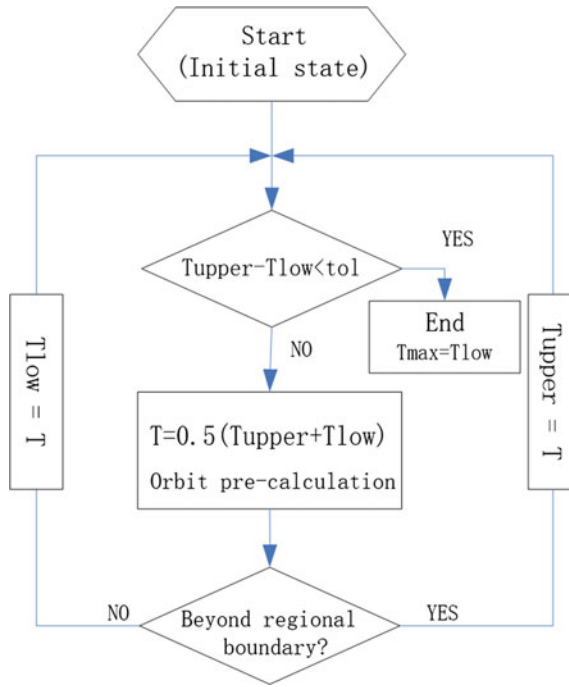 Start
(Initial state)
Tupper-Tlow<tol
YES
End
Tmax=Tlow
NO
Tlow = T
Tupper = T
T=0.5(Tupper+Tlow)
Orbit pre-calculation
NO
Beyond regional
boundary?
YES